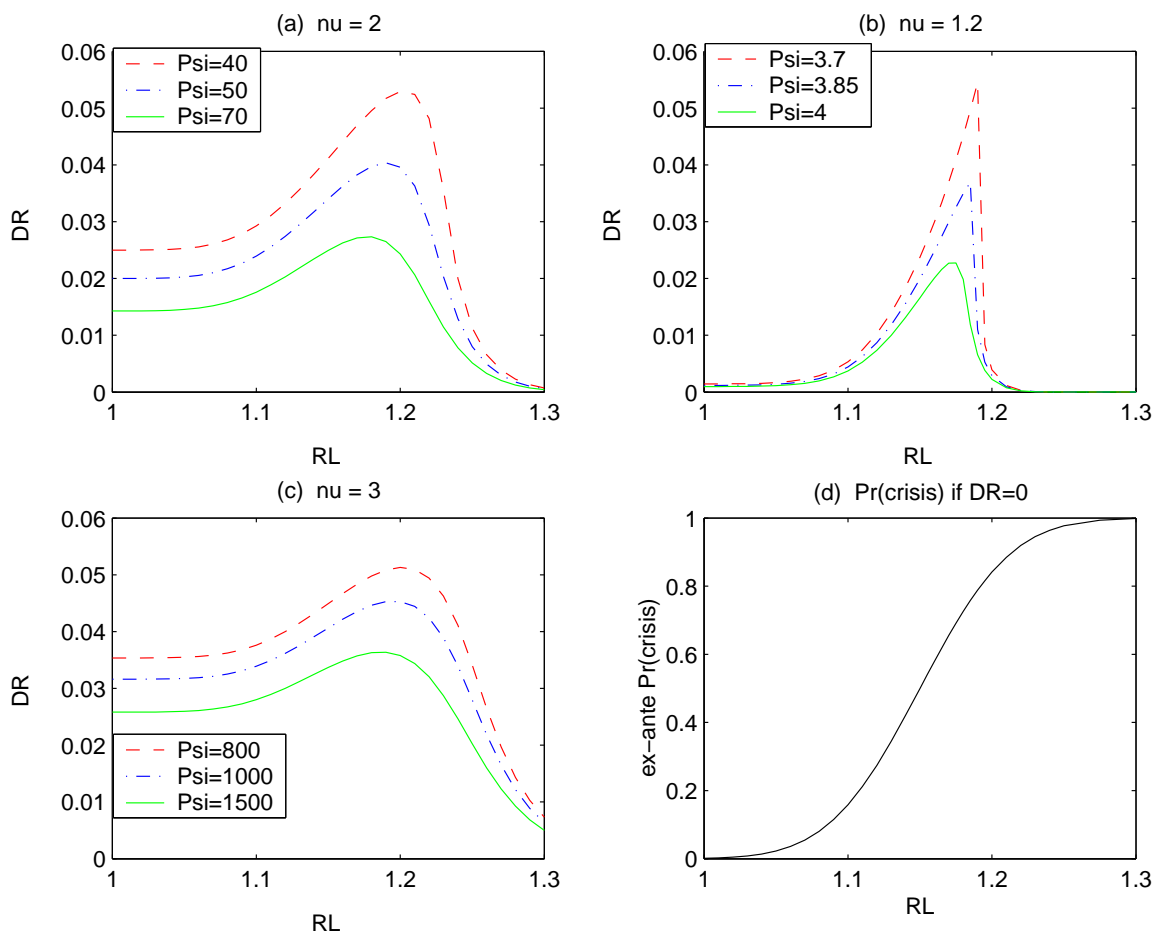 (a)  nu = 2
0.06
0.05
0.04
0.03
0.02
0.01
0
DR
Psi=40
Psi=50
Psi=70
1
1.1
1.2
1.3
RL
(b)  nu = 1.2
0.06
0.05
0.04
0.03
0.02
0.01
0
DR
Psi=3.7
Psi=3.85
Psi=4
1
1.1
1.2
1.3
RL
(c)  nu = 3
0.06
0.05
0.04
0.03
0.02
0.01
0
DR
Psi=800
Psi=1000
Psi=1500
1
1.1
1.2
1.3
RL
(d)  Pr(crisis) if DR=0
1
0.8
0.6
0.4
0.2
0
ex−ante Pr(crisis)
1
1.1
1.2
1.3
RL